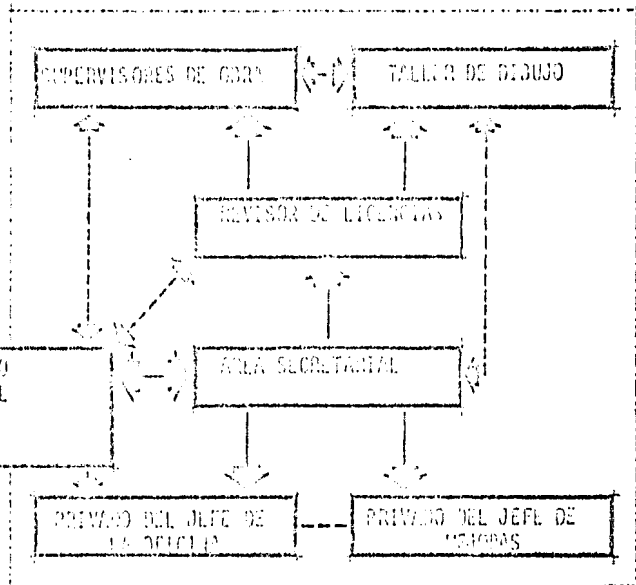 SUPERVISORES DE OBRA
TALLER DE DIBUJO
REVISOR DE LICENCIAS
AREA SECRETARIAL
PRIVADO DEL JEFE DE
LA OFICINA
PRIVADO DEL JEFE DE
MEJORAS